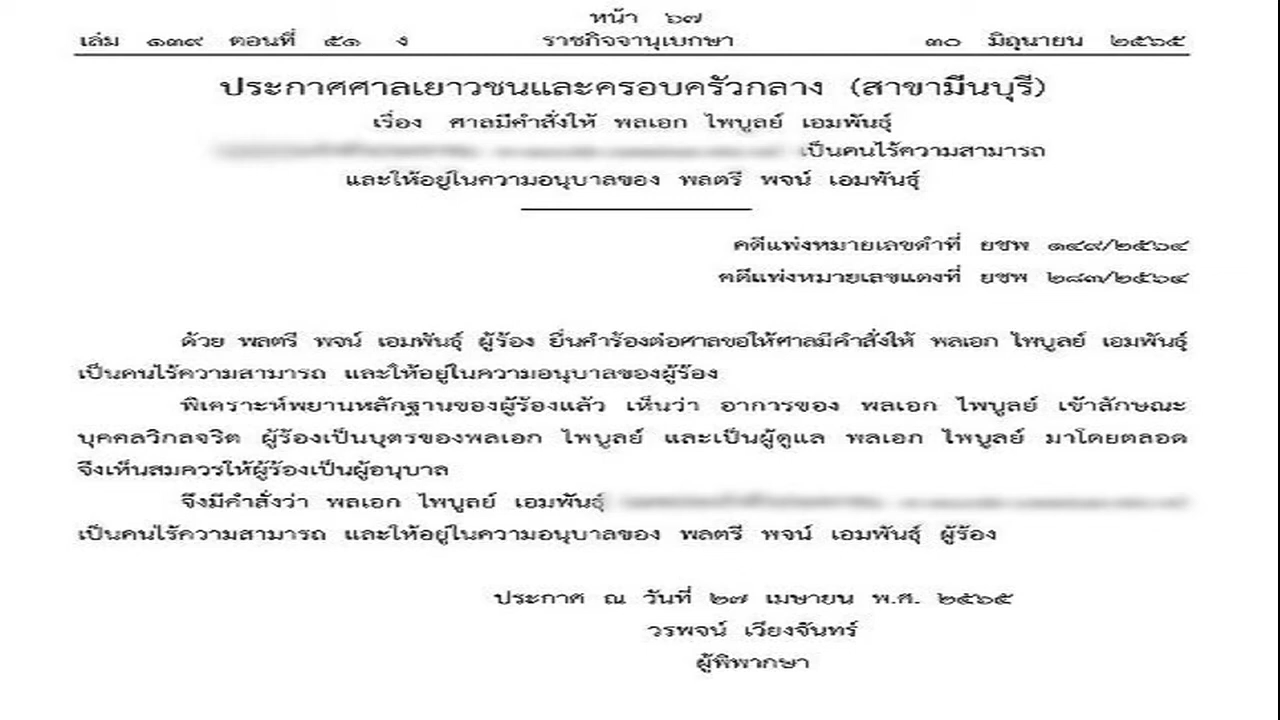 หน้า ๖๗
เล่ม ๑๓๙ ตอนที่ ๕๑ ง ราชกิจจานุเบกษา ๓๐ มิถุนายน ๒๕๖๕
ประกาศศาลเยาวชนและครอบครัวกลาง (สาขามีนบุรี)
เรื่อง ศาลมีคำสั่งให้ พลเอก ไพบูลย์ เอมพันธุ์
เป็นคนไร้ความสามารถ
และให้อยู่ในความอนุบาลของ พลตรี พจน์ เอมพันธุ์
คดีแพ่งหมายเลขดำที่ ยชพ ๑๔๙/๒๕๖๔
คดีแพ่งหมายเลขแดงที่ ยชพ ๒๘๓/๒๕๖๔
ด้วย พลตรี พจน์ เอมพันธุ์ ผู้ร้อง ยื่นคำร้องต่อศาลขอให้ศาลมีคำสั่งให้ พลเอก ไพบูลย์ เอมพันธุ์
เป็นคนไร้ความสามารถ และให้อยู่ในความอนุบาลของผู้ร้อง
พิเคราะห์พยานหลักฐานของผู้ร้องแล้ว เห็นว่า อาการของ พลเอก ไพบูลย์ เข้าลักษณะ
บุคคลวิกลจริต ผู้ร้องเป็นบุตรของพลเอก ไพบูลย์ และเป็นผู้ดูแล พลเอก ไพบูลย์ มาโดยตลอด
จึงเห็นสมควรให้ผู้ร้องเป็นผู้อนุบาล
จึงมีคำสั่งว่า พลเอก ไพบูลย์ เอมพันธุ์
เป็นคนไร้ความสามารถ และให้อยู่ในความอนุบาลของ พลตรี พจน์ เอมพันธุ์ ผู้ร้อง
ประกาศ ณ วันที่ ๒๗ เมษายน พ.ศ. ๒๕๖๕
วรพจน์ เวียงจันทร์
ผู้พิพากษา